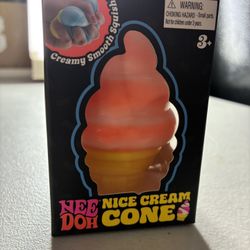 Creamy Smooth Squish
WARNING:
CHOKING HAZARD - Small parts.
Not for children under 3 years.
3+
NEE DOH
NICE CREAM
CONE